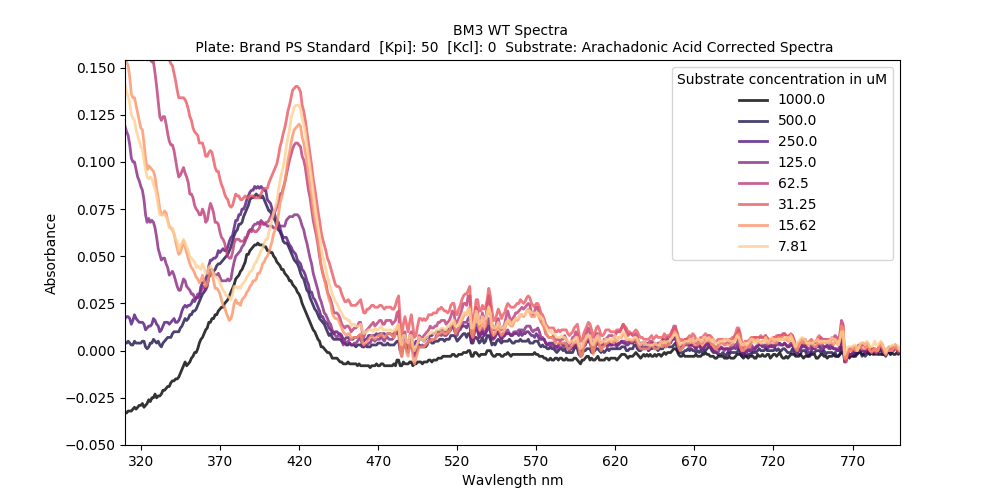 BM3 WT Spectra
Plate: Brand PS Standard [Kpi]: 50 [Kcl]: 0 Substrate: Arachadonic Acid Corrected Spectra
Substrate concentration in uM
1000.0
500.0
250.0
125.0
62.5
31.25
15.62
7.81
Absorbance
0.150
0.125
0.100
0.075
0.050
0.025
0.000
−0.025
−0.050
320 370 420 470 520 570 620 670 720 770
Wavlength nm